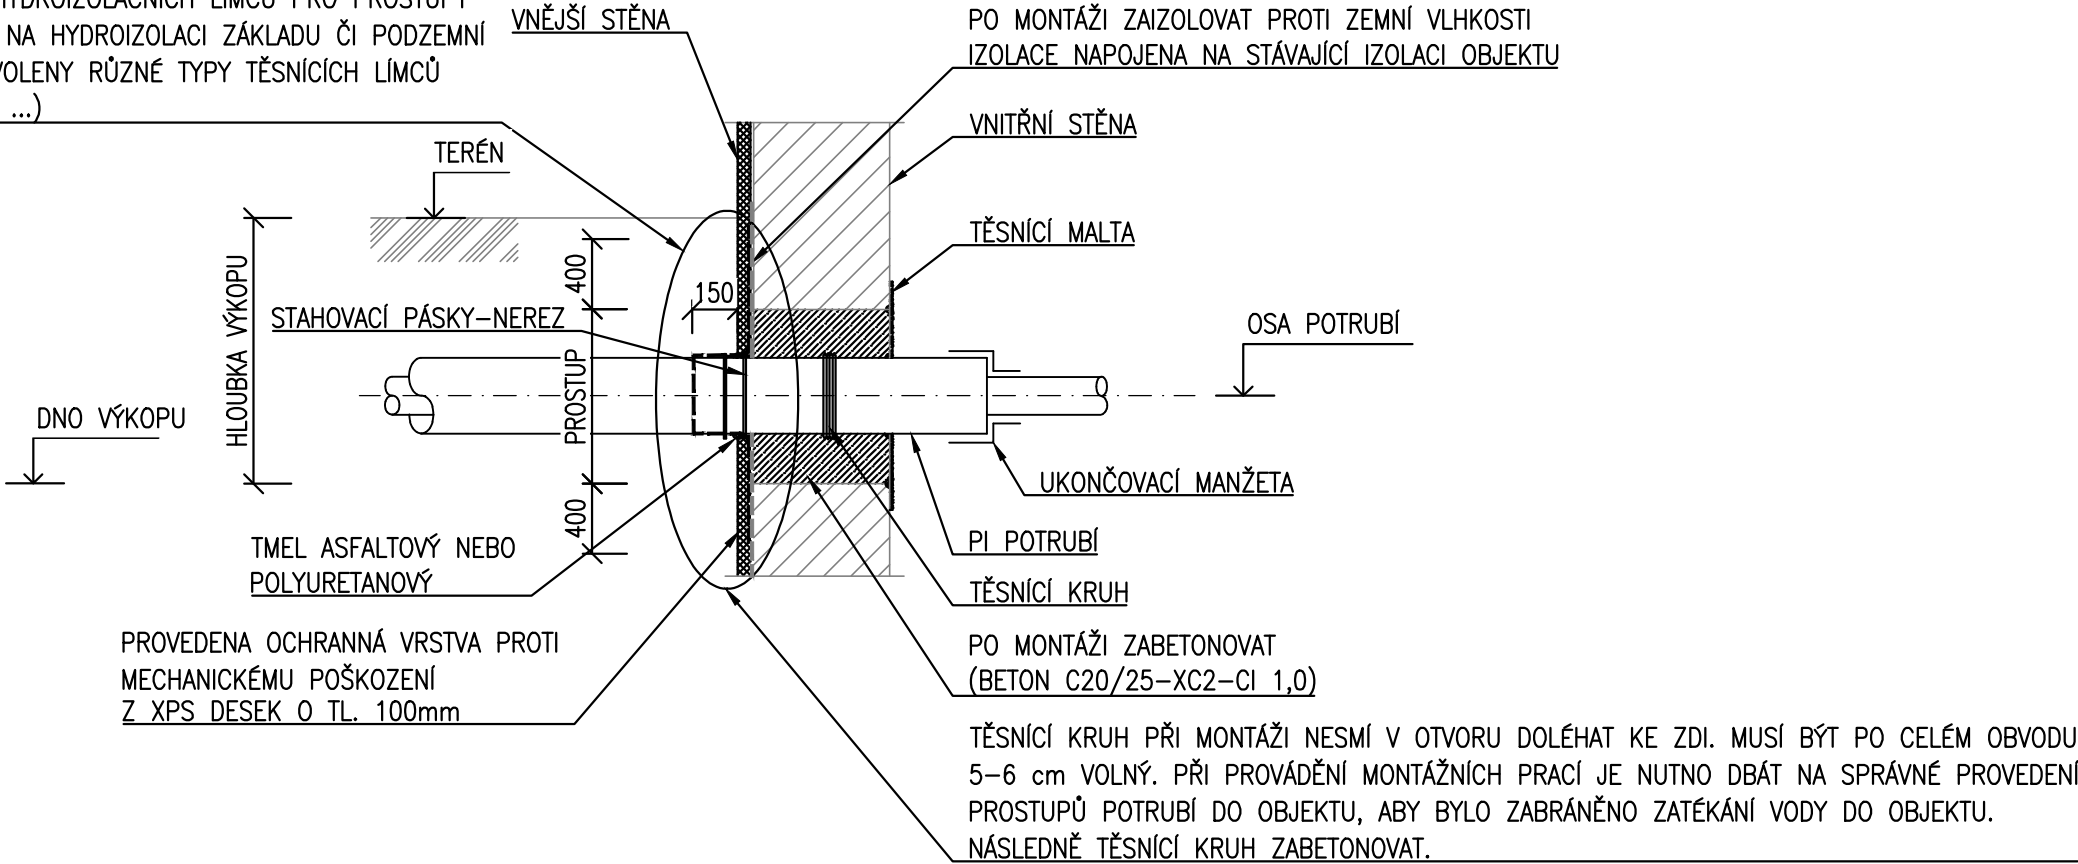 HYDROIZOLAČNÍCH LÍMCŮ PRO PROSTUPY
NA HYDROIZOLACI ZÁKLADU ČI PODZEMNÍ
VOLENY RŮZNÉ TYPY TĚSNÍCÍCH LÍMCŮ
...)
VNĚJŠÍ STĚNA
PO MONTÁŽI ZAIZOLOVAT PROTI ZEMNÍ VLHKOSTI
IZOLACE NAPOJENA NA STÁVAJÍCÍ IZOLACI OBJEKTU
VNITŘNÍ STĚNA
TERÉN
TĚSNÍCÍ MALTA
HLOUBKA VÝKOPU
400
150
STAHOVACÍ PÁSKY-NEREZ
OSA POTRUBÍ
PROSTUP
DNO VÝKOPU
UKONČOVACÍ MANŽETA
400
TMEL ASFALTOVÝ NEBO
POLYURETANOVÝ
PI POTRUBÍ
TĚSNÍCÍ KRUH
PROVEDENA OCHRANNÁ VRSTVA PROTI
MECHANICKÉMU POŠKOZENÍ
Z XPS DESEK O TL. 100mm
PO MONTÁŽI ZABETONOVAT
(BETON C20/25-XC2-Cl 1,0)
TĚSNÍCÍ KRUH PŘI MONTÁŽI NESMÍ V OTVORU DOLÉHAT KE ZDI. MUSÍ BÝT PO CELÉM OBVODU
5-6 cm VOLNÝ. PŘI PROVÁDĚNÍ MONTÁŽNÍCH PRACÍ JE NUTNO DBÁT NA SPRÁVNÉ PROVEDENÍ
PROSTUPŮ POTRUBÍ DO OBJEKTU, ABY BYLO ZABRÁNĚNO ZATÉKÁNÍ VODY DO OBJEKTU.
NÁSLEDNĚ TĚSNÍCÍ KRUH ZABETONOVAT.